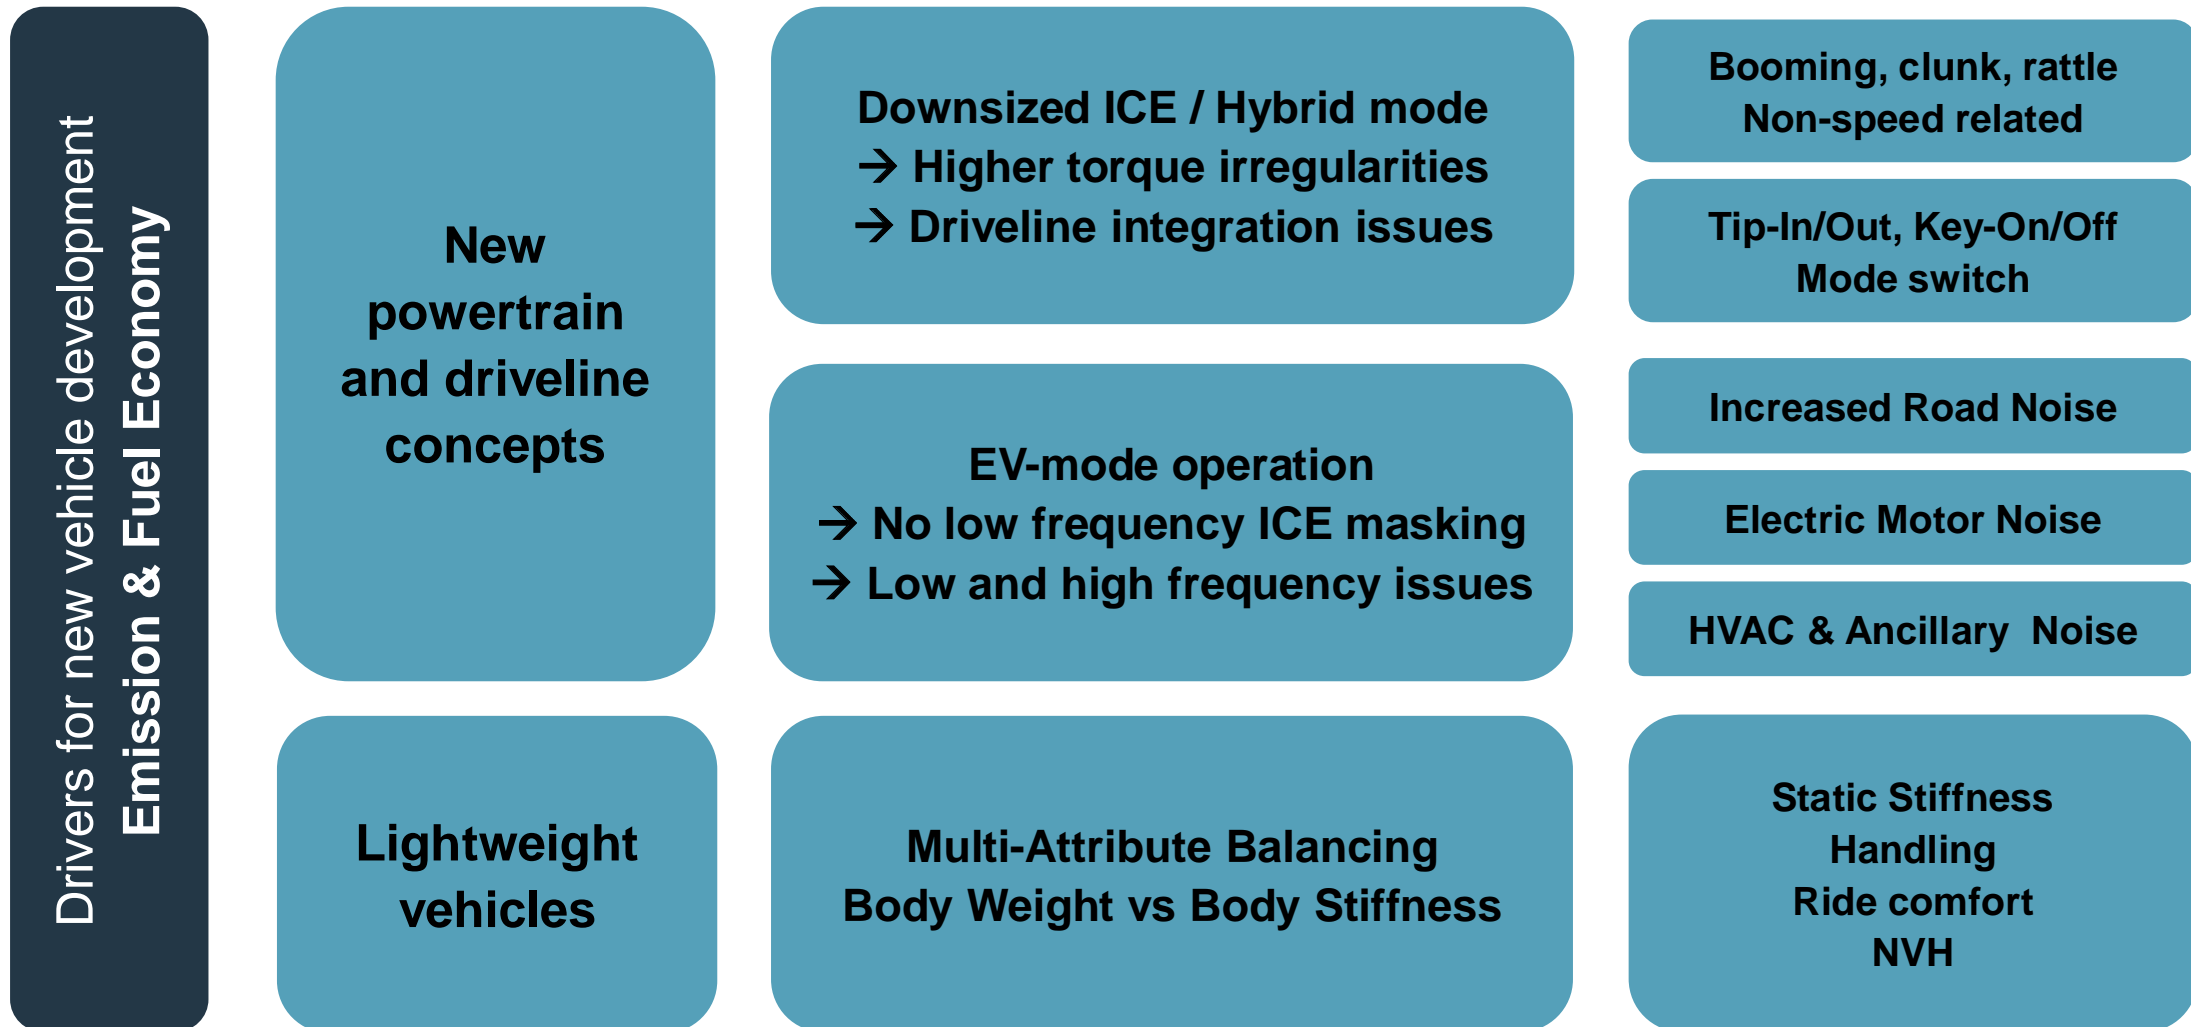 Drivers for new vehicle development
Emission & Fuel Economy
New
powertrain
and driveline
concepts
Downsized ICE / Hybrid mode
→ Higher torque irregularities
→ Driveline integration issues
Booming, clunk, rattle
Non-speed related
Tip-In/Out, Key-On/Off
Mode switch
EV-mode operation
→ No low frequency ICE masking
→ Low and high frequency issues
Increased Road Noise
Electric Motor Noise
HVAC & Ancillary  Noise
Lightweight
vehicles
Multi-Attribute Balancing
Body Weight vs Body Stiffness
Static Stiffness
Handling
Ride comfort
NVH